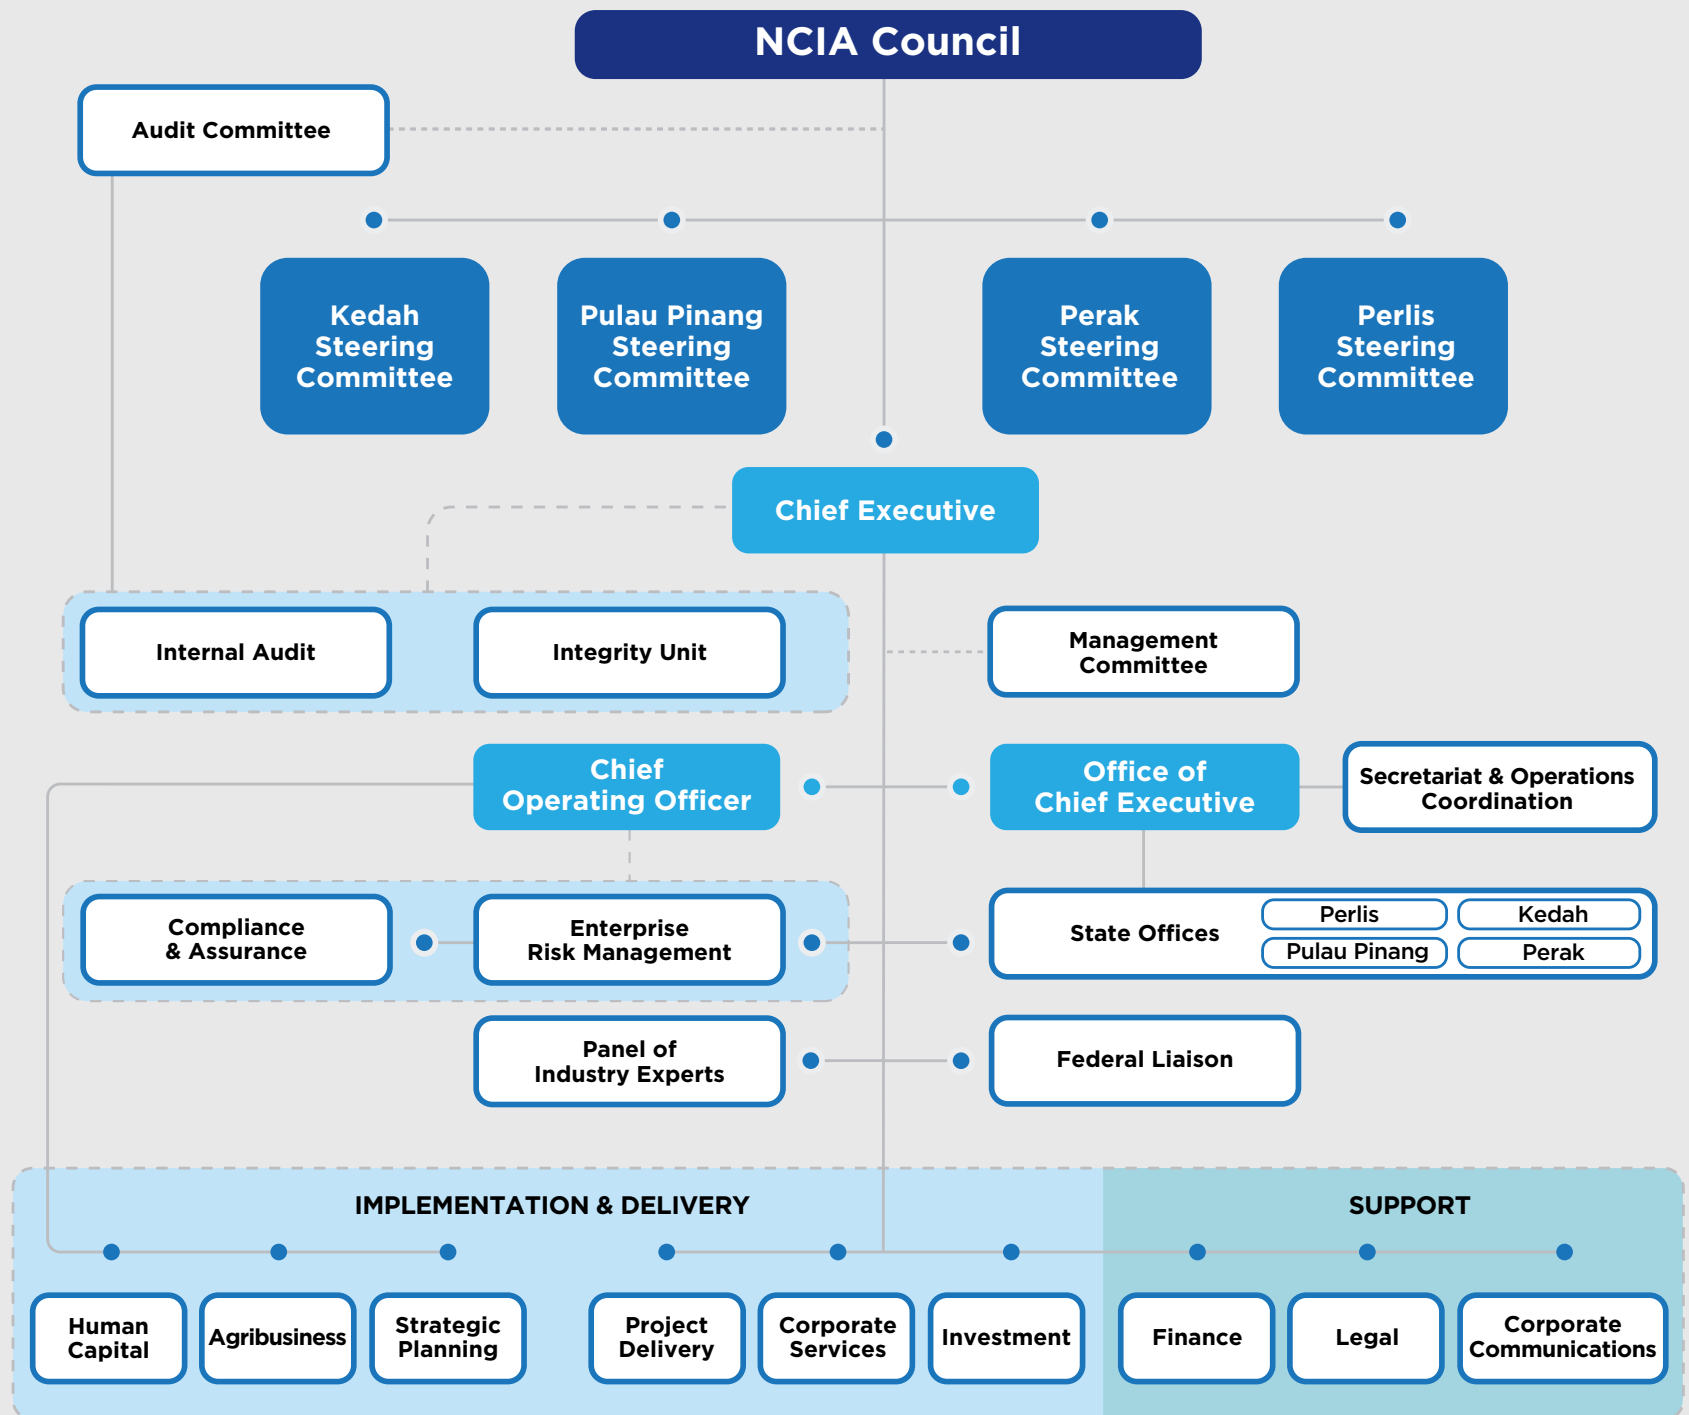 NCIA Council
Audit Committee
Kedah
Steering
Committee
Pulau Pinang
Steering
Committee
Perak
Steering
Committee
Perlis
Steering
Committee
Chief Executive
Internal Audit
Integrity Unit
Management
Committee
Chief
Operating Officer
Office of
Chief Executive
Secretariat & Operations
Coordination
Compliance
& Assurance
Enterprise
Risk Management
State Offices
Perlis
Kedah
Pulau Pinang
Perak
Panel of
Industry Experts
Federal Liaison
IMPLEMENTATION & DELIVERY
SUPPORT
Human
Capital
Agribusiness
Strategic
Planning
Project
Delivery
Corporate
Services
Investment
Finance
Legal
Corporate
Communications